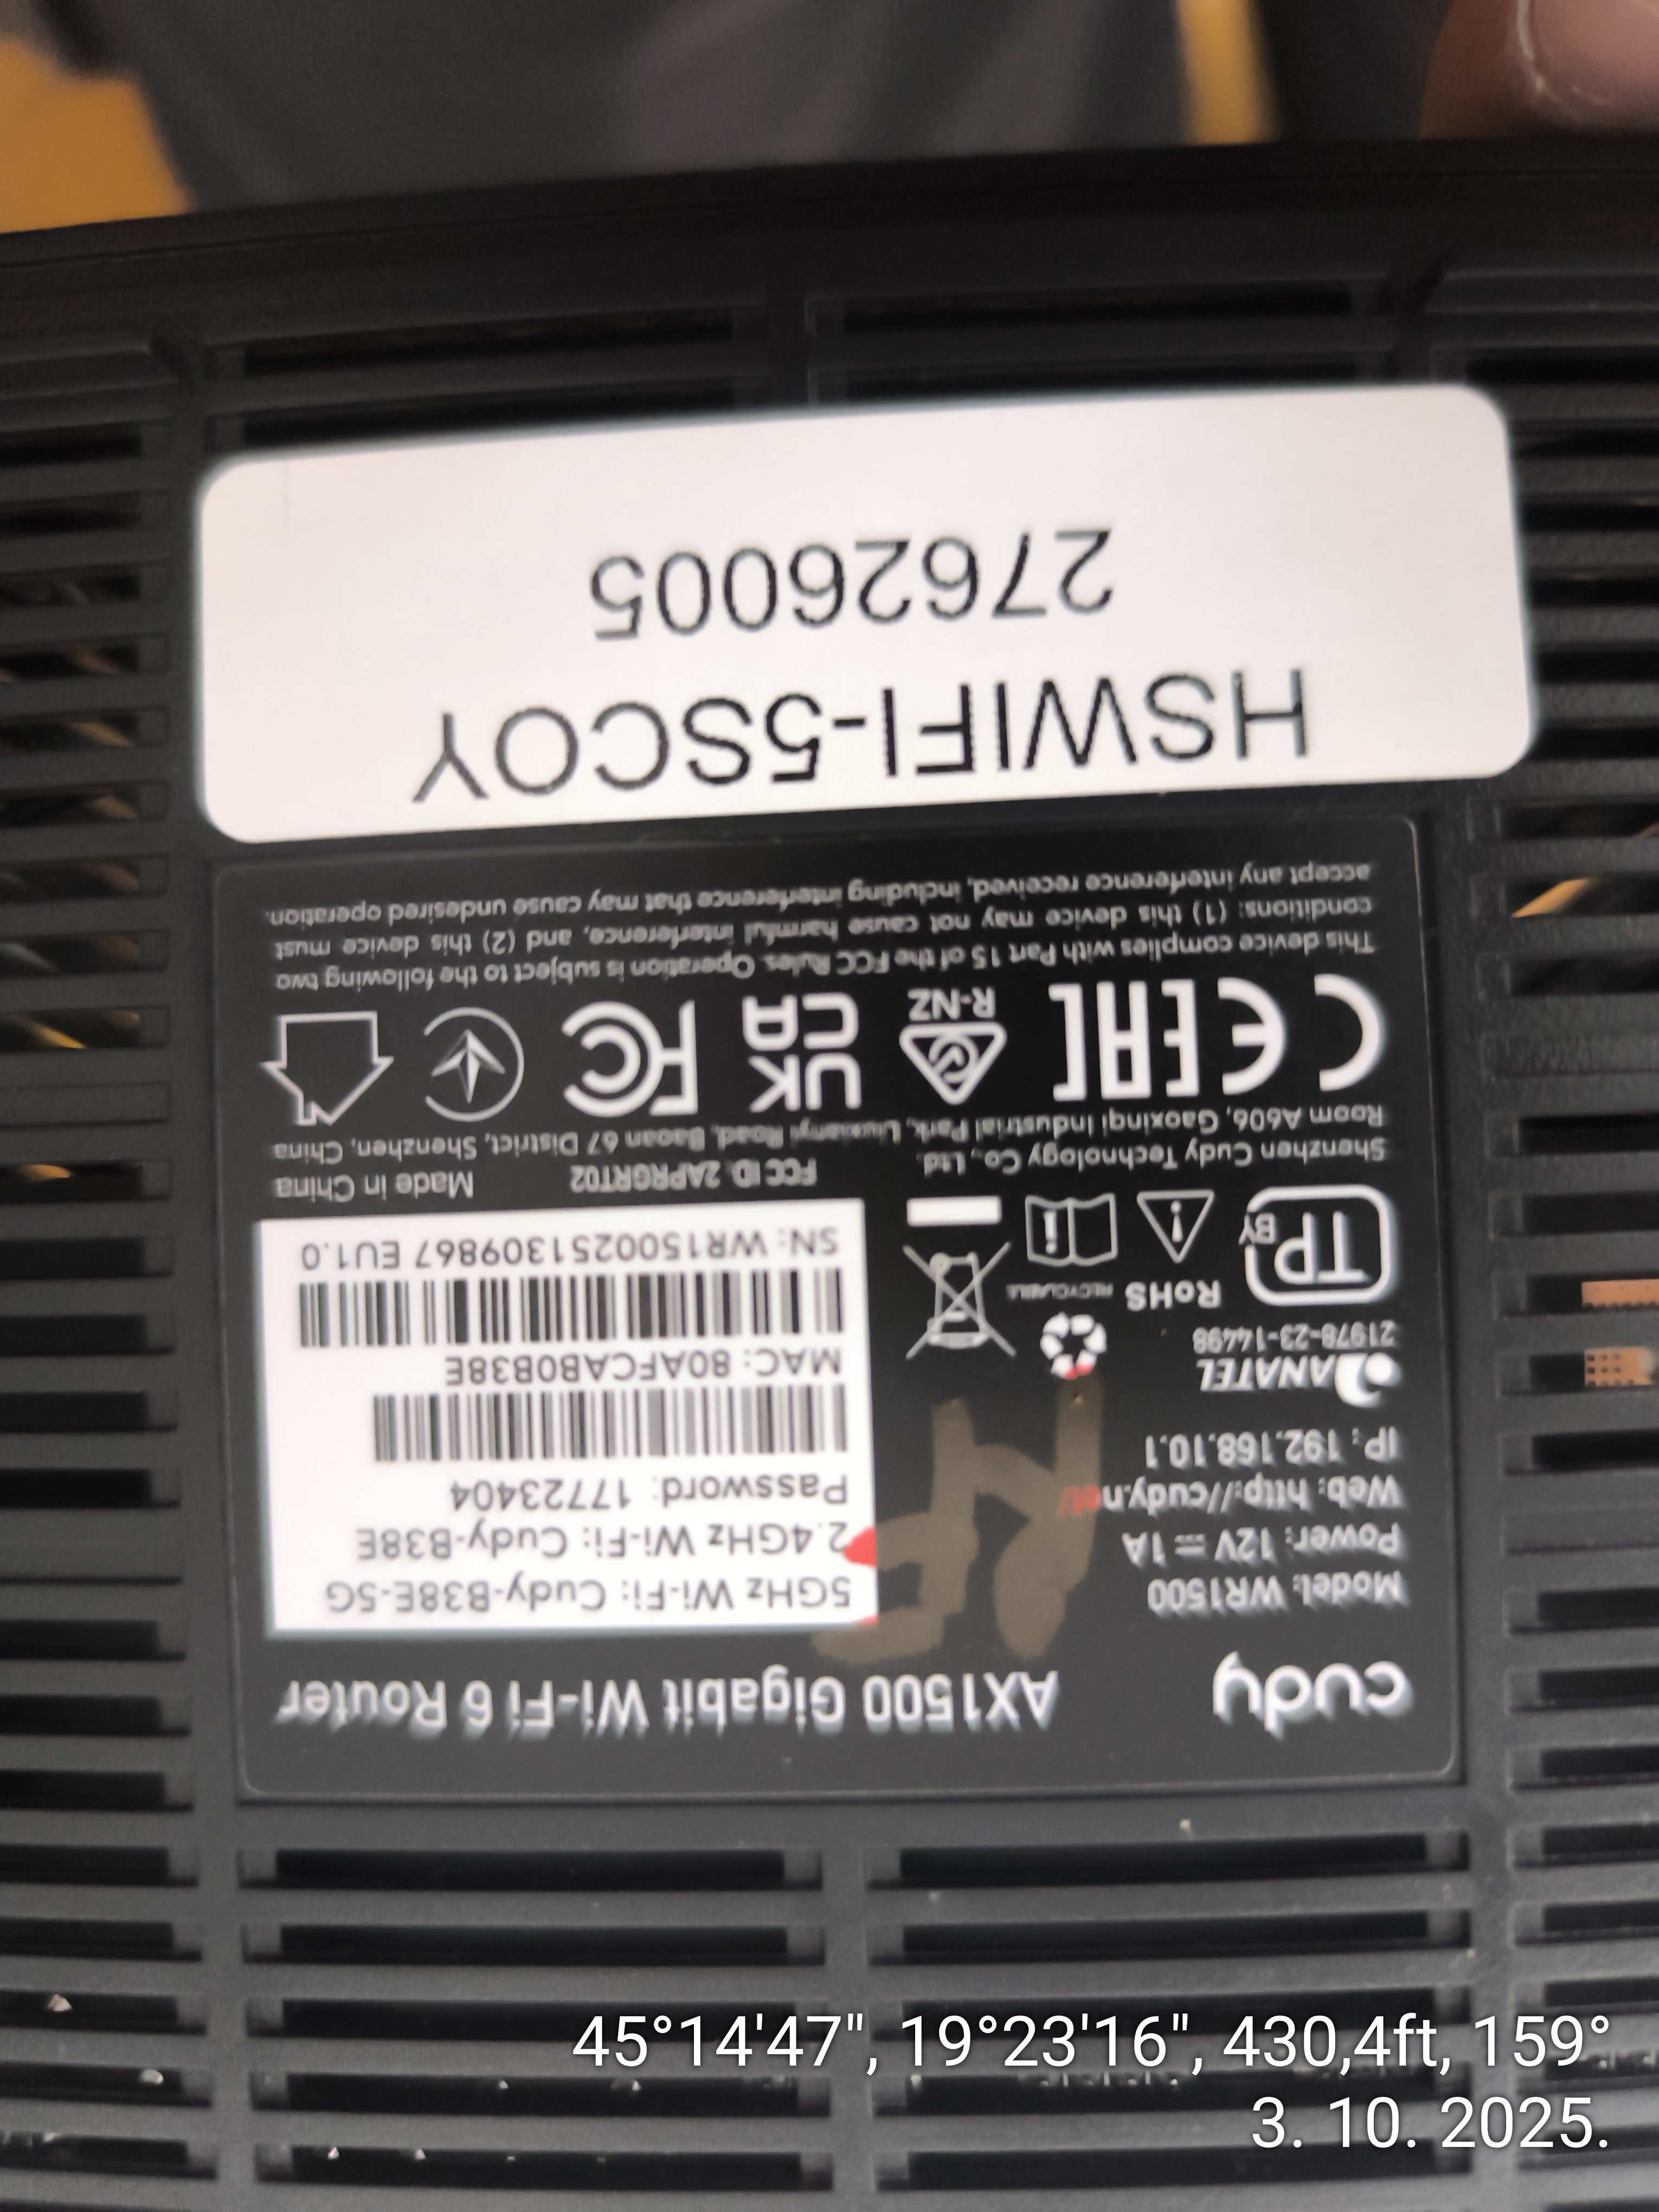 cudy
AX1500 Gigabit Wi-Fi 6 Router
Model: WR1500
Power: 12V ⎓ 1A
Web: http://cudy.net/
IP: 192.168.10.1
ANATEL
21978-23-14498
TP
BY
RoHS
RECYCLABLE
5GHz Wi-Fi: Cudy-B38E-5G
2.4GHz Wi-Fi: Cudy-B38E
Password: 17723404
MAC: 80AFCAB0B38E
SN: WR1500251309867 EU1.0
FCC ID: 2APRGRT02
Made in China
Shenzhen Cudy Technology Co., Ltd.
Room A606, Gaoxinqi Industrial Park, Liuxianyi Road, Baoan 67 District, Shenzhen, China
CE
EAC
R-NZ
UK
CA
FC
This device complies with Part 15 of the FCC Rules. Operation is subject to the following two
conditions: (1) this device may not cause harmful interference, and (2) this device must
accept any interference received, including interference that may cause undesired operation.
HSWIFI-5SCOY
27626005
45°14'47", 19°23'16", 430,4ft, 159°
3. 10. 2025.